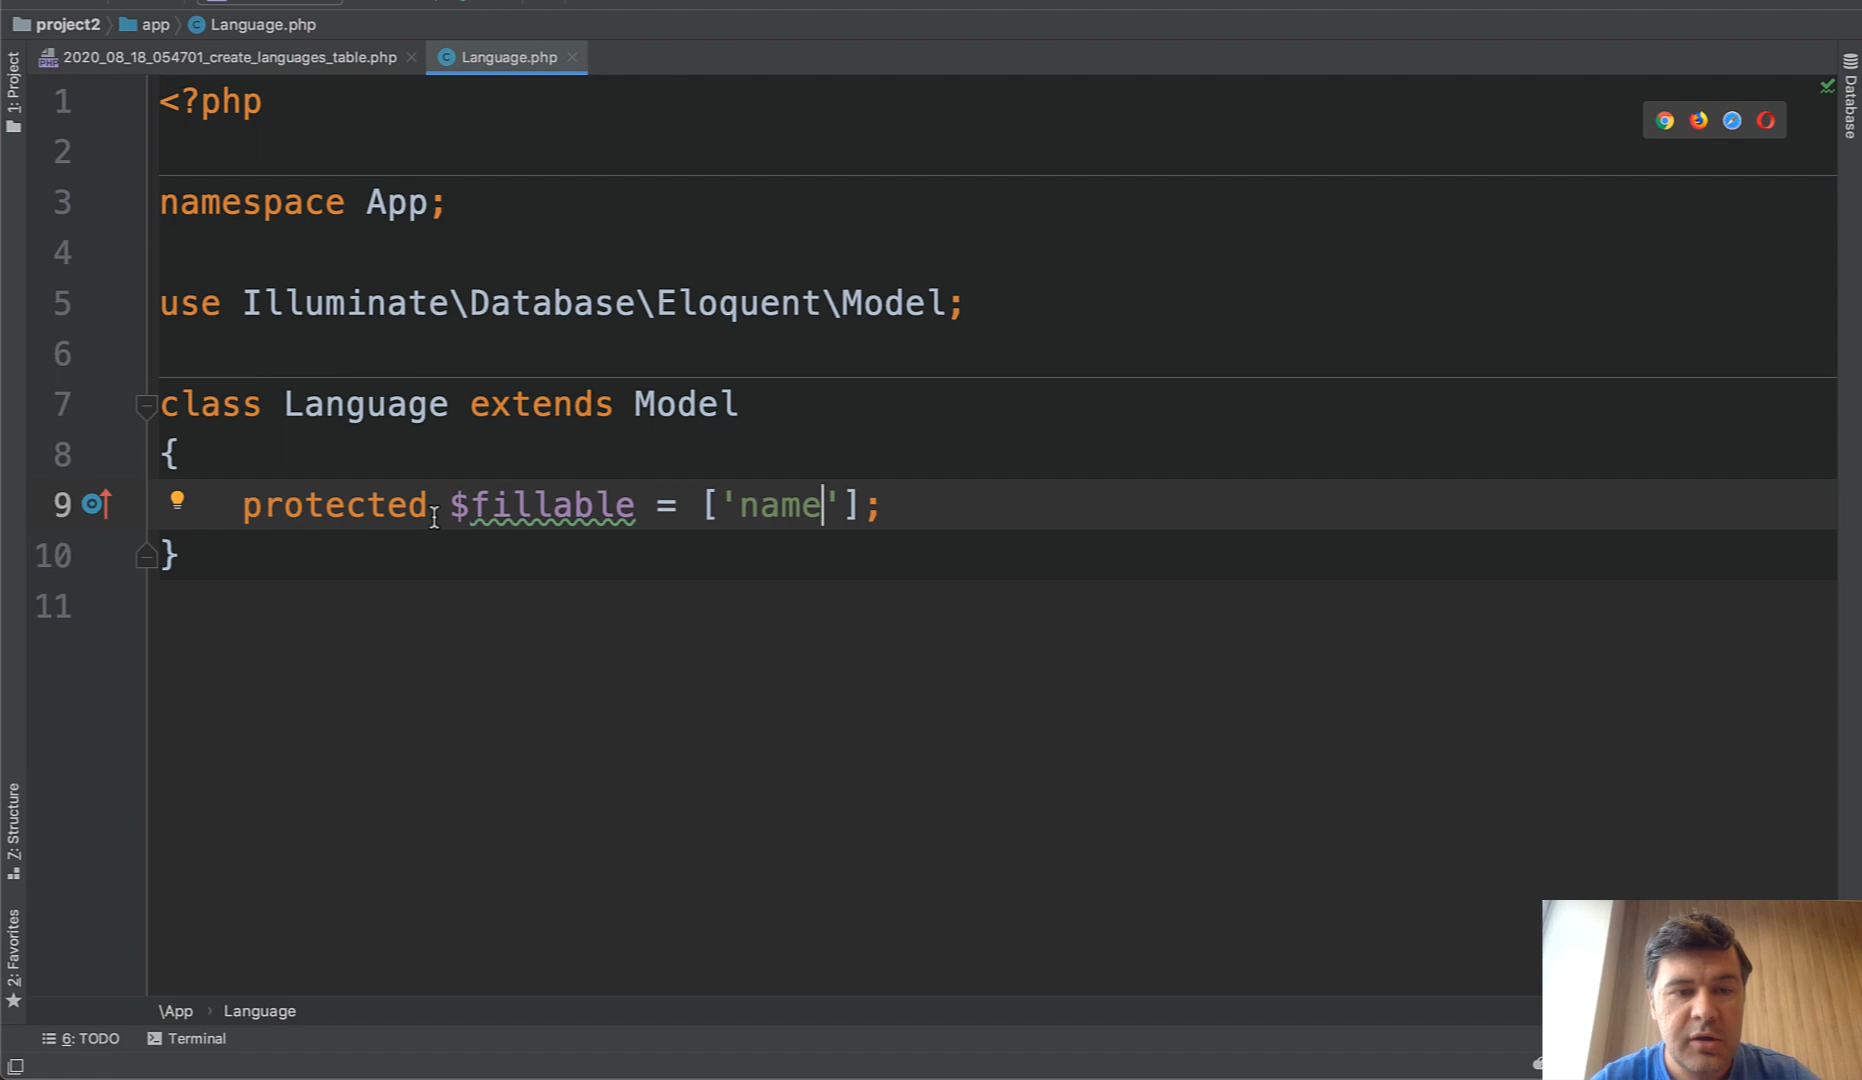 project2 app Language.php
2020_08_18_054701_create_languages_table.php Language.php
1: Project
Database
1 <?php
2
3 namespace App;
4
5 use Illuminate\Database\Eloquent\Model;
6
7 class Language extends Model
8 {
9 protected $fillable = ['name'];
10 }
11
Z: Structure
2: Favorites
\App › Language
6: TODO Terminal